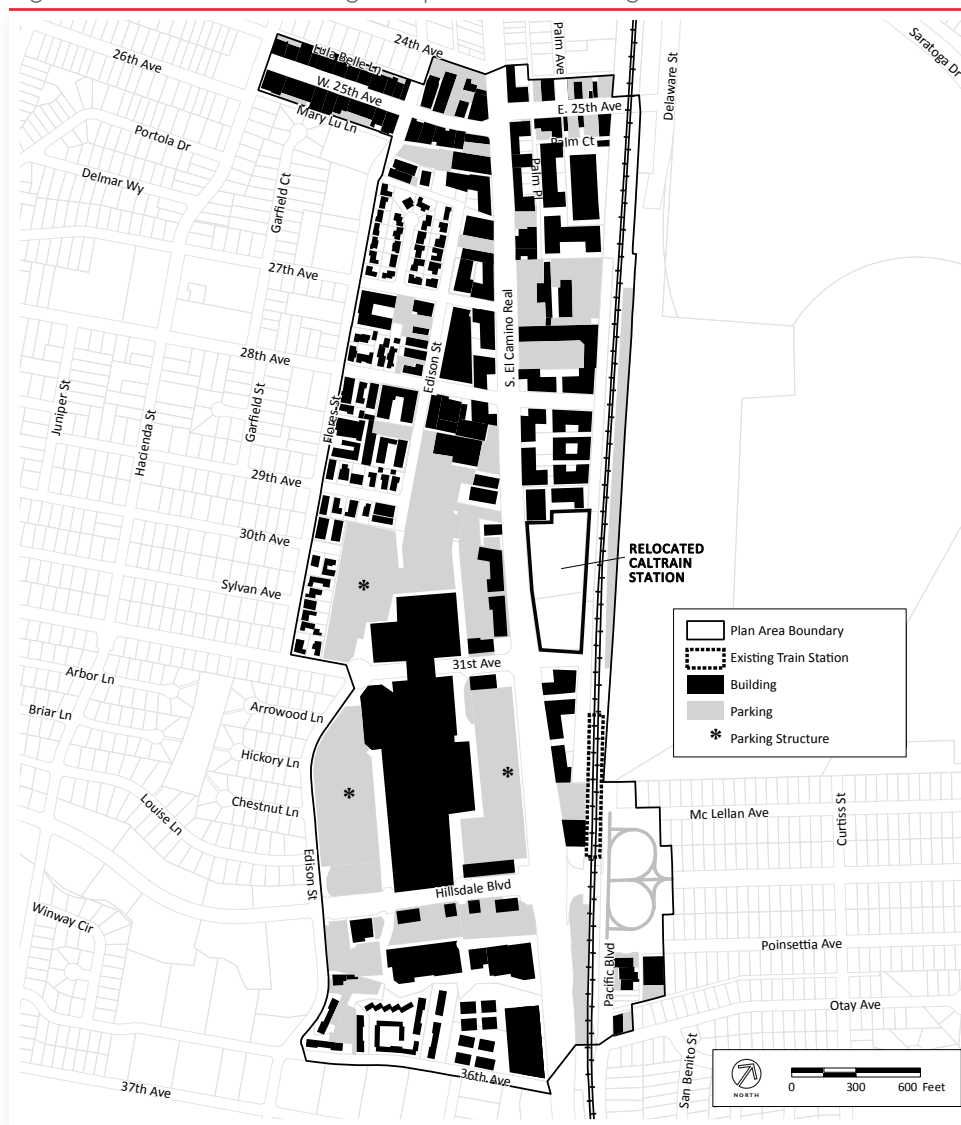 24th Ave
Palm Ave
Saratoga Dr
26th Ave
Lula Belle Ln
Delaware St
W. 25th Ave
E. 25th Ave
Mary Lu Ln
Portola Dr
Palm Ct
Palm Pl
Delmar Wy
Garfield Ct
27th Ave
S. El Camino Real
28th Ave
Edison St
Juniper St
Hacienda St
Garfield St
Flores St
29th Ave
30th Ave
RELOCATED
CALTRAIN
STATION
Sylvan Ave
*
Plan Area Boundary
Existing Train Station
Building
Parking
* Parking Structure
31st Ave
Arbor Ln
Arrowood Ln
Briar Ln
Hickory Ln
*
*
Chestnut Ln
Louise Ln
Mc Lellan Ave
Curtiss St
Edison St
Hillsdale Blvd
Winway Cir
Poinsettia Ave
Pacific Blvd
Otay Ave
San Benito St
36th Ave
37th Ave
NORTH
0 300 600 Feet